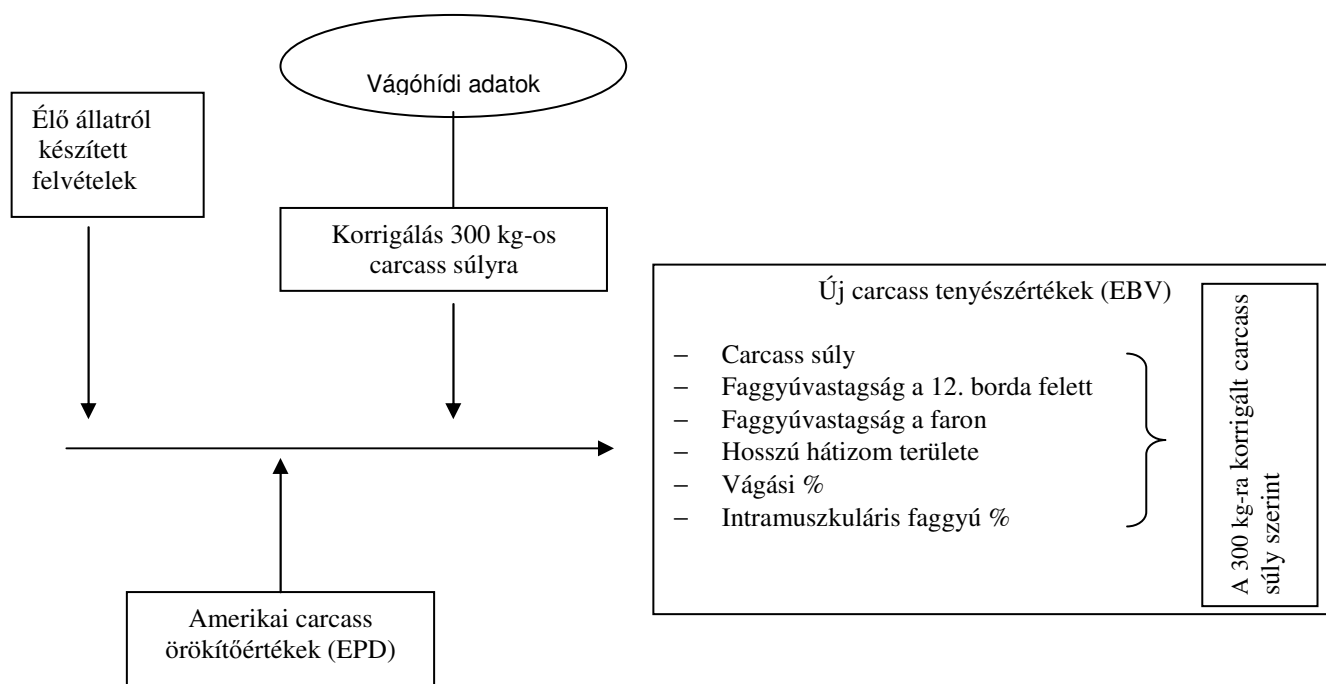 Vágóhídi adatok
Élő állatról
készített
felvételek
Korrigálás 300 kg-os
carcass súlyra
Új carcass tenyészértékek (EBV)
– Carcass súly
– Faggyúvastagság a 12. borda felett
– Faggyúvastagság a faron
– Hosszú hátizom területe
– Vágási %
– Intramuszkuláris faggyú %
A 300 kg-ra korrigált carcass
súly szerint
Amerikai carcass
örökítőértékek (EPD)